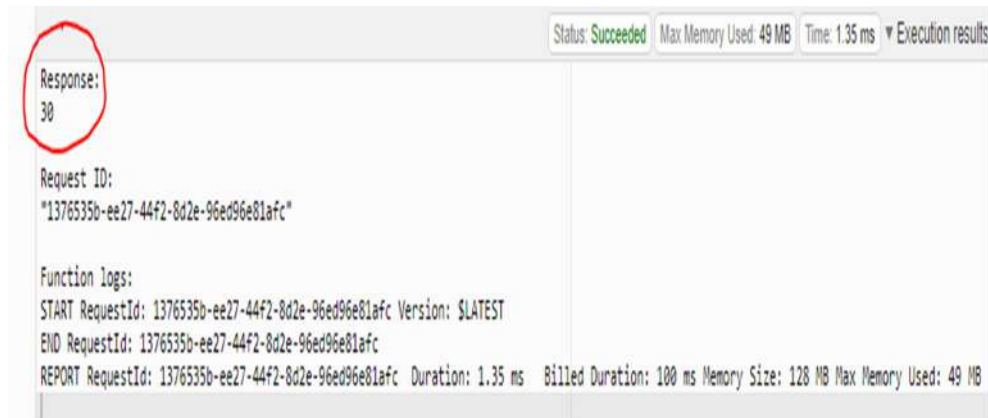 Status: Succeeded Max Memory Used: 49 MB Time: 1.35 ms ▼ Execution results
Response:
30
Request ID:
"1376535b-ee27-44f2-8d2e-96ed96e81afc"
Function logs:
START RequestId: 1376535b-ee27-44f2-8d2e-96ed96e81afc Version: $LATEST
END RequestId: 1376535b-ee27-44f2-8d2e-96ed96e81afc
REPORT RequestId: 1376535b-ee27-44f2-8d2e-96ed96e81afc Duration: 1.35 ms Billed Duration: 100 ms Memory Size: 128 MB Max Memory Used: 49 MB